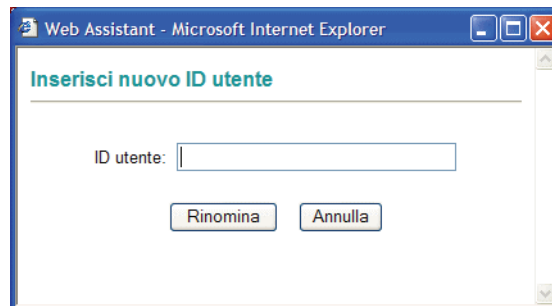 Web Assistant - Microsoft Internet Explorer
Inserisci nuovo ID utente
ID utente:
Rinomina Annulla